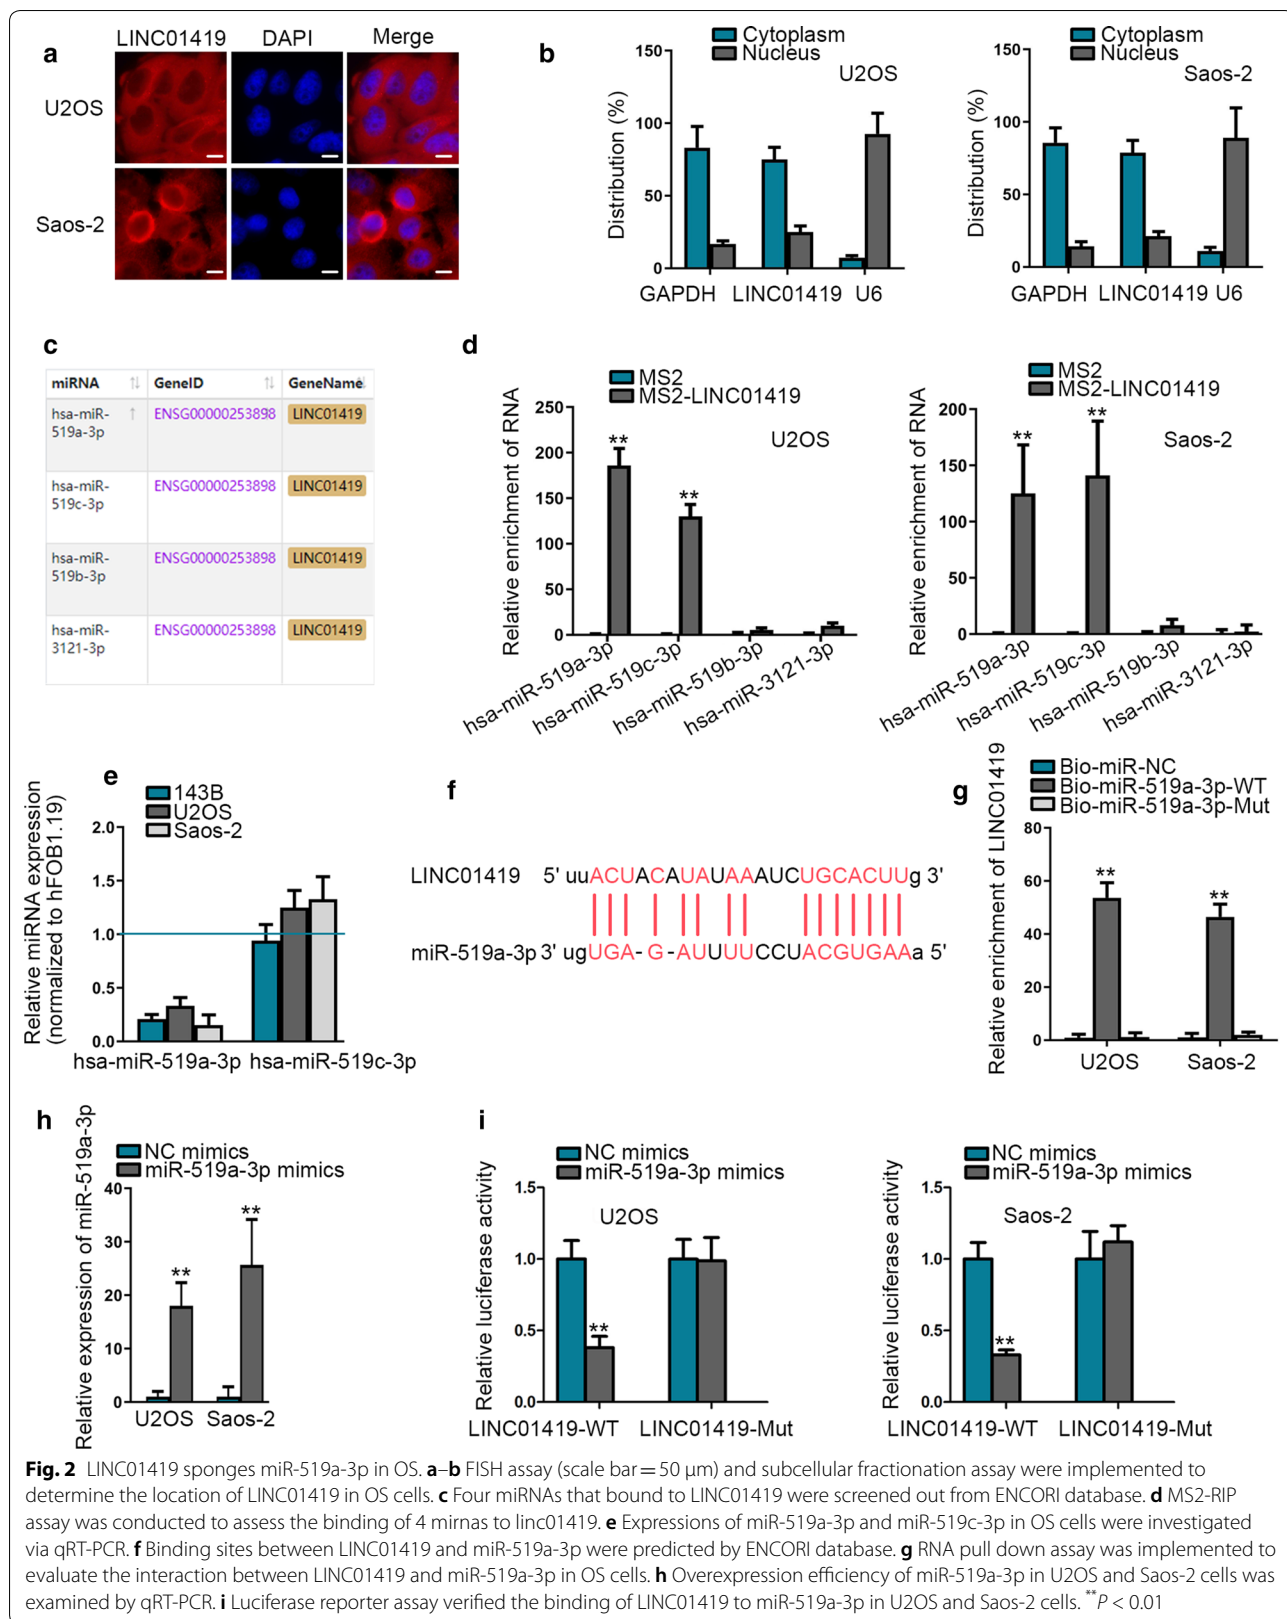 a
LINC01419 DAPI Merge
U2OS
Saos-2
b
Cytoplasm
Nucleus
U2OS
Distribution (%)
150
100
50
0
GAPDH LINC01419 U6
Cytoplasm
Nucleus
Saos-2
Distribution (%)
150
100
50
0
GAPDH LINC01419 U6
c
miRNA GeneID GeneName
hsa-miR- ENSG00000253898 LINC01419
519a-3p
hsa-miR- ENSG00000253898 LINC01419
519c-3p
hsa-miR- ENSG00000253898 LINC01419
519b-3p
hsa-miR- ENSG00000253898 LINC01419
3121-3p
d
MS2
MS2-LINC01419
U2OS
Relative enrichment of RNA
250
200
150
100
50
0
**
**
hsa-miR-519a-3p
hsa-miR-519c-3p
hsa-miR-519b-3p
hsa-miR-3121-3p
MS2
MS2-LINC01419
Saos-2
Relative enrichment of RNA
200
150
100
50
0
**
**
hsa-miR-519a-3p
hsa-miR-519c-3p
hsa-miR-519b-3p
hsa-miR-3121-3p
e
143B
U2OS
Saos-2
Relative miRNA expression
(normalized to hFOB1.19)
2.0
1.5
1.0
0.5
0.0
hsa-miR-519a-3p hsa-miR-519c-3p
f
LINC01419 5' uuACUACAUAUAAAUCUGCACUUg 3'
miR-519a-3p 3' ugUGA-G-AUUUUCCUACGUGAAa 5'
g
Bio-miR-NC
Bio-miR-519a-3p-WT
Bio-miR-519a-3p-Mut
Relative enrichment of LINC01419
80
60
40
20
0
**
**
U2OS Saos-2
h
NC mimics
miR-519a-3p mimics
Relative expression of miR-519a-3p
40
30
20
10
0
**
**
U2OS Saos-2
i
NC mimics
miR-519a-3p mimics
U2OS
Relative luciferase activity
1.5
1.0
0.5
0.0
**
LINC01419-WT LINC01419-Mut
NC mimics
miR-519a-3p mimics
Saos-2
Relative luciferase activity
1.5
1.0
0.5
0.0
**
LINC01419-WT LINC01419-Mut
Fig. 2 LINC01419 sponges miR-519a-3p in OS. a–b FISH assay (scale bar = 50 µm) and subcellular fractionation assay were implemented to
determine the location of LINC01419 in OS cells. c Four miRNAs that bound to LINC01419 were screened out from ENCORI database. d MS2-RIP
assay was conducted to assess the binding of 4 mirnas to linc01419. e Expressions of miR-519a-3p and miR-519c-3p in OS cells were investigated
via qRT-PCR. f Binding sites between LINC01419 and miR-519a-3p were predicted by ENCORI database. g RNA pull down assay was implemented to
evaluate the interaction between LINC01419 and miR-519a-3p in OS cells. h Overexpression efficiency of miR-519a-3p in U2OS and Saos-2 cells was
examined by qRT-PCR. i Luciferase reporter assay verified the binding of LINC01419 to miR-519a-3p in U2OS and Saos-2 cells. **P < 0.01